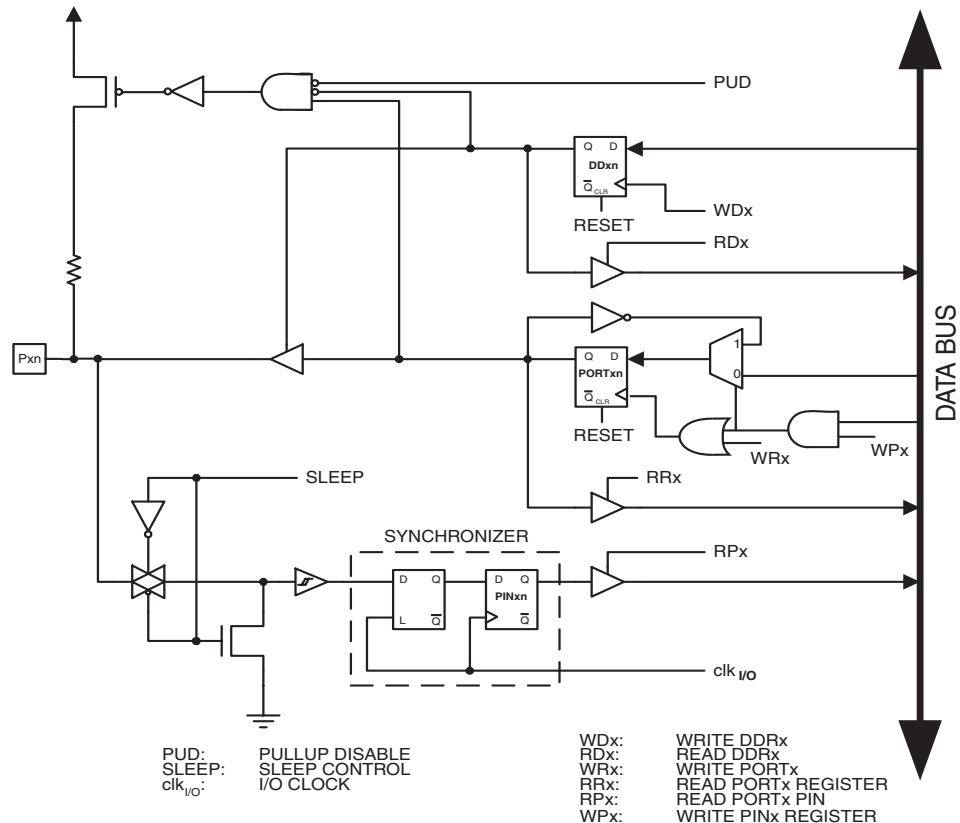 PUD
Q D
DDxn
Q CLR
WDx
RESET
RDx
Pxn
1
Q D
PORTxn
0
Q CLR
RESET
WRx
WPx
DATA BUS
SLEEP
RRx
SYNCHRONIZER
RPx
D Q
D Q
PINxn
L Q
Q
clk I/O
PUD: PULLUP DISABLE
SLEEP: SLEEP CONTROL
clkI/O: I/O CLOCK
WDx: WRITE DDRx
RDx: READ DDRx
WRx: WRITE PORTx
RRx: READ PORTx REGISTER
RPx: READ PORTx PIN
WPx: WRITE PINx REGISTER